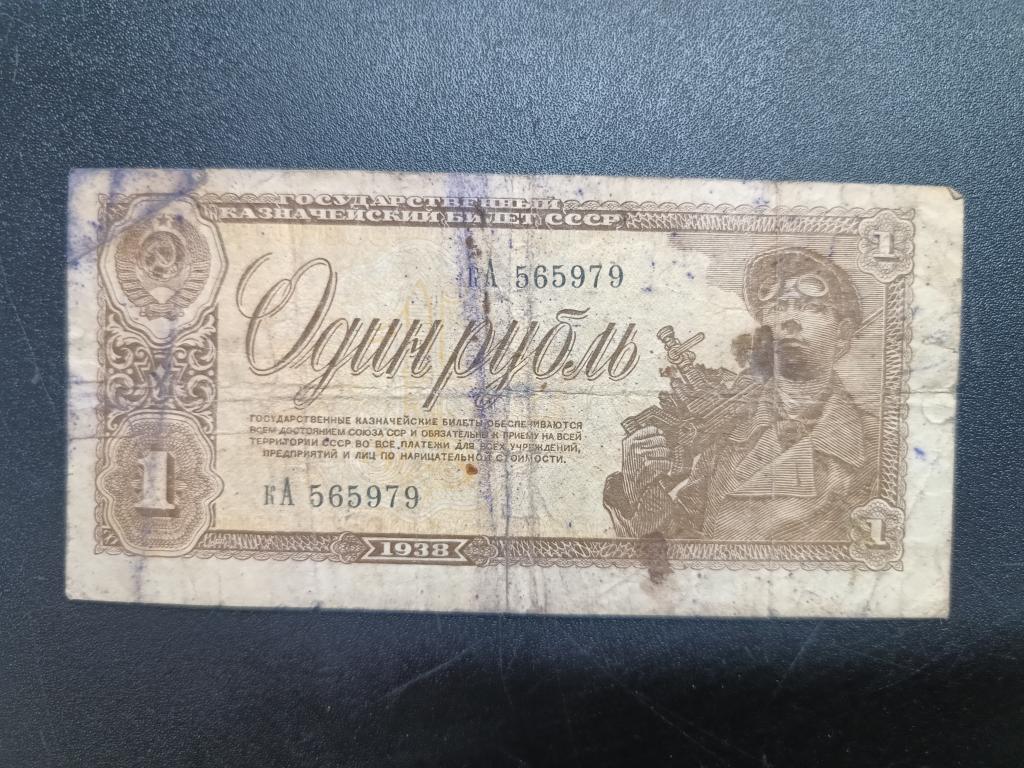 ГОСУДАРСТВЕННЫЙ
КАЗНАЧЕЙСКИЙ БИЛЕТ СССР
1
кА 565979
Один рубль
ГОСУДАРСТВЕННЫЕ КАЗНАЧЕЙСКИЕ БИЛЕТЫ ОБЕСПЕЧИВАЮТСЯ
ВСЕМ ДОСТОЯНИЕМ СОЮЗА ССР И ОБЯЗАТЕЛЬНЫ К ПРИЕМУ НА ВСЕЙ
ТЕРРИТОРИИ СССР ВО ВСЕ ПЛАТЕЖИ ДЛЯ ВСЕХ УЧРЕЖДЕНИЙ,
ПРЕДПРИЯТИЙ И ЛИЦ ПО НАРИЦАТЕЛЬНОЙ СТОИМОСТИ.
1
кА 565979
1
1938